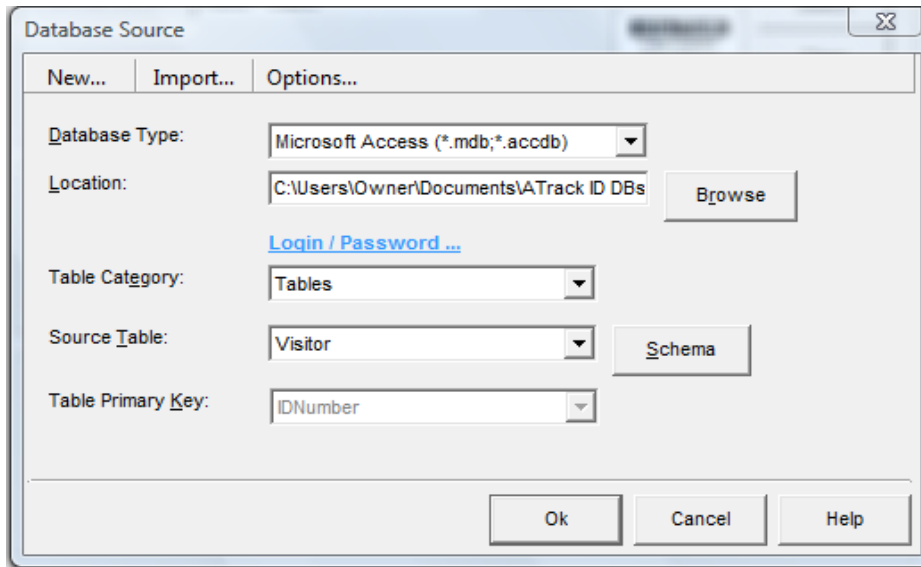 Database Source
New... Import... Options...
Database Type: Microsoft Access (*.mdb;*.accdb)
Location: C:\Users\Owner\Documents\ATrack ID DBs Browse
Login / Password ...
Table Category: Tables
Source Table: Visitor Schema
Table Primary Key: IDNumber
Ok Cancel Help